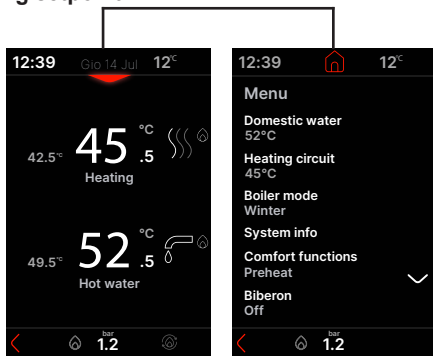 12:39 Gio 14 Jul 12°C
45 °C .5
42.5°C
Heating
52 °C .5
49.5°C
Hot water
bar
1.2
12:39 12°C
Menu
Domestic water
52°C
Heating circuit
45°C
Boiler mode
Winter
System info
Comfort functions
Preheat
Biberon
Off
bar
1.2